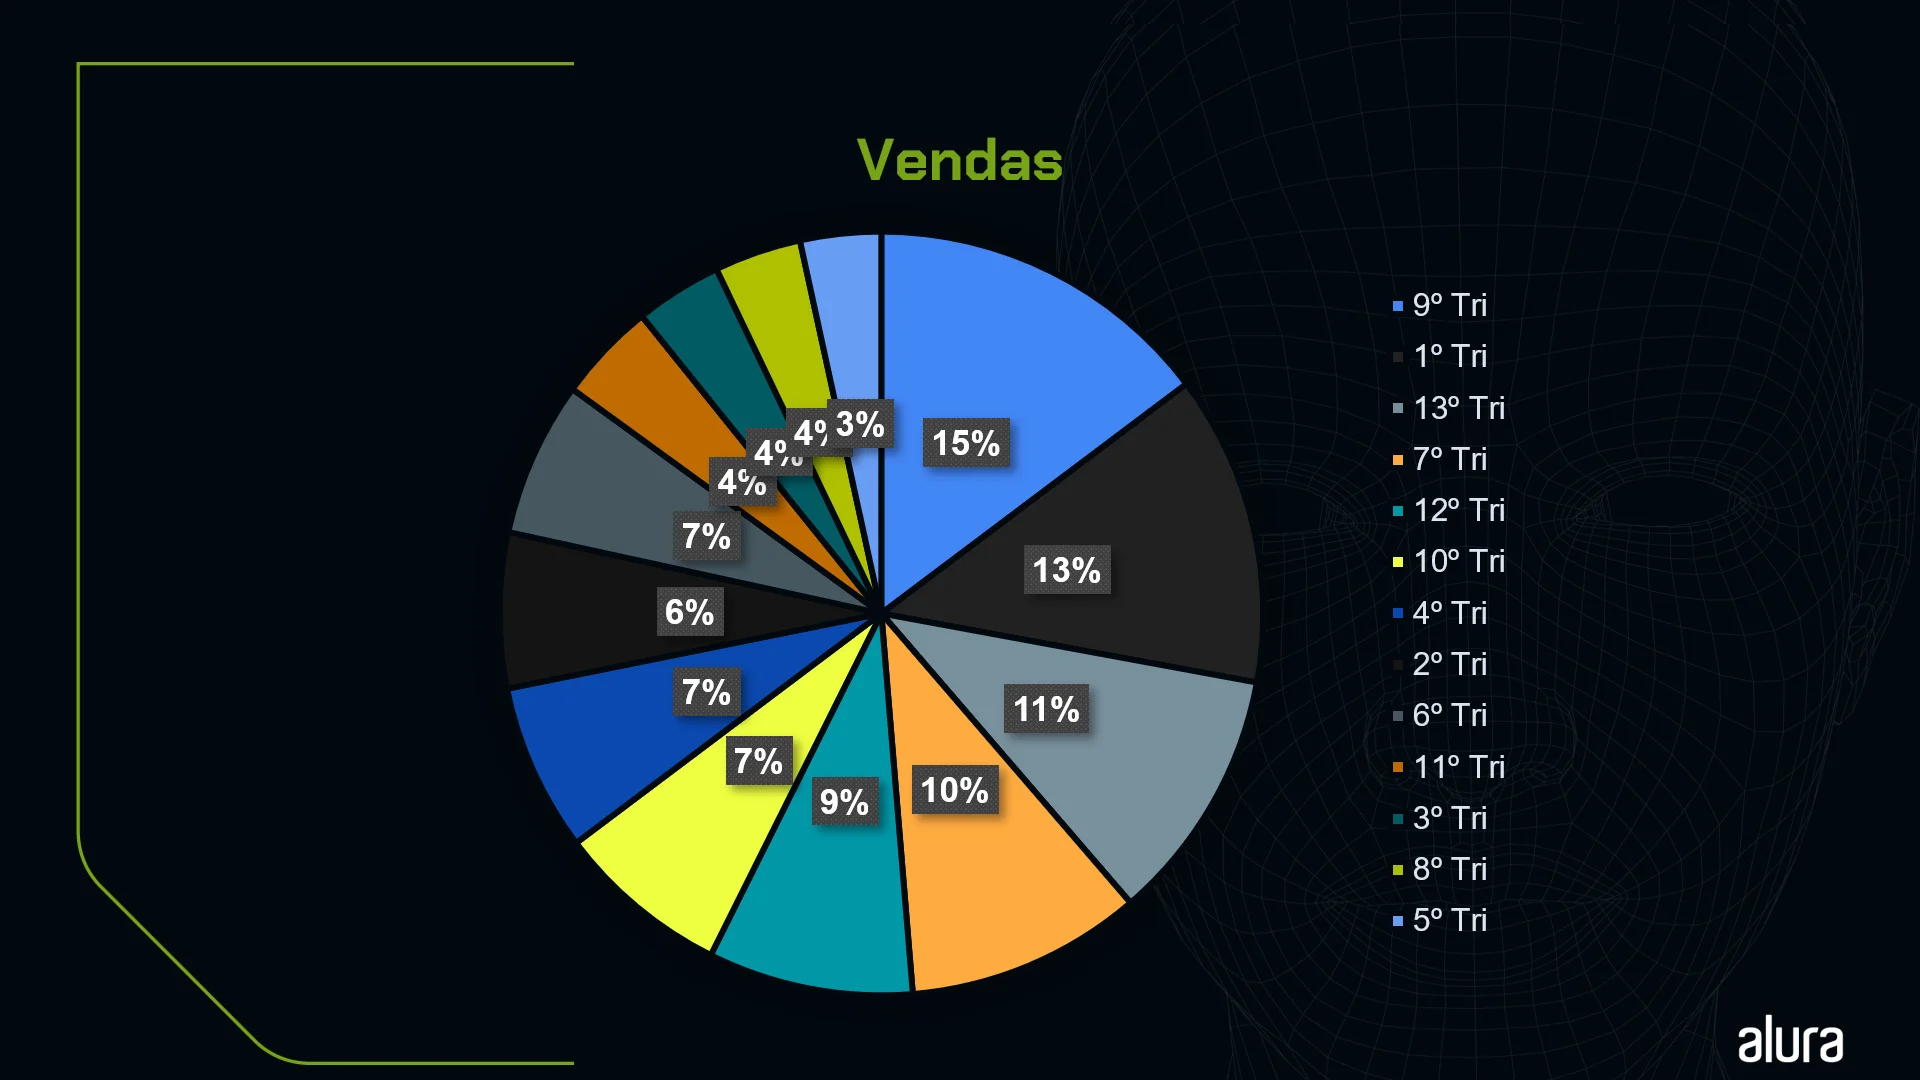 Vendas
15%
13%
11%
10%
9%
7%
7%
6%
7%
4%
4%
4%
3%
9º Tri
1º Tri
13º Tri
7º Tri
12º Tri
10º Tri
4º Tri
2º Tri
6º Tri
11º Tri
3º Tri
8º Tri
5º Tri
alura